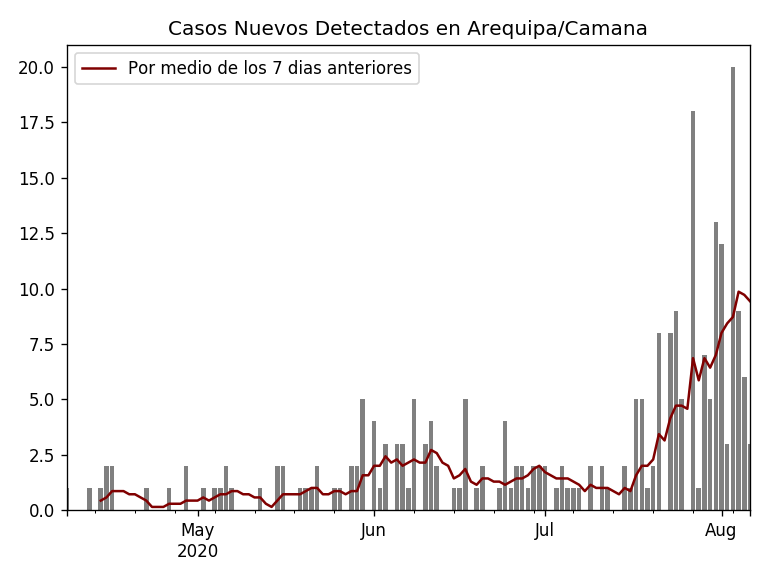 Casos Nuevos Detectados en Arequipa/Camana
Por medio de los 7 dias anteriores
20.0
17.5
15.0
12.5
10.0
7.5
5.0
2.5
0.0
May
2020
Jun
Jul
Aug